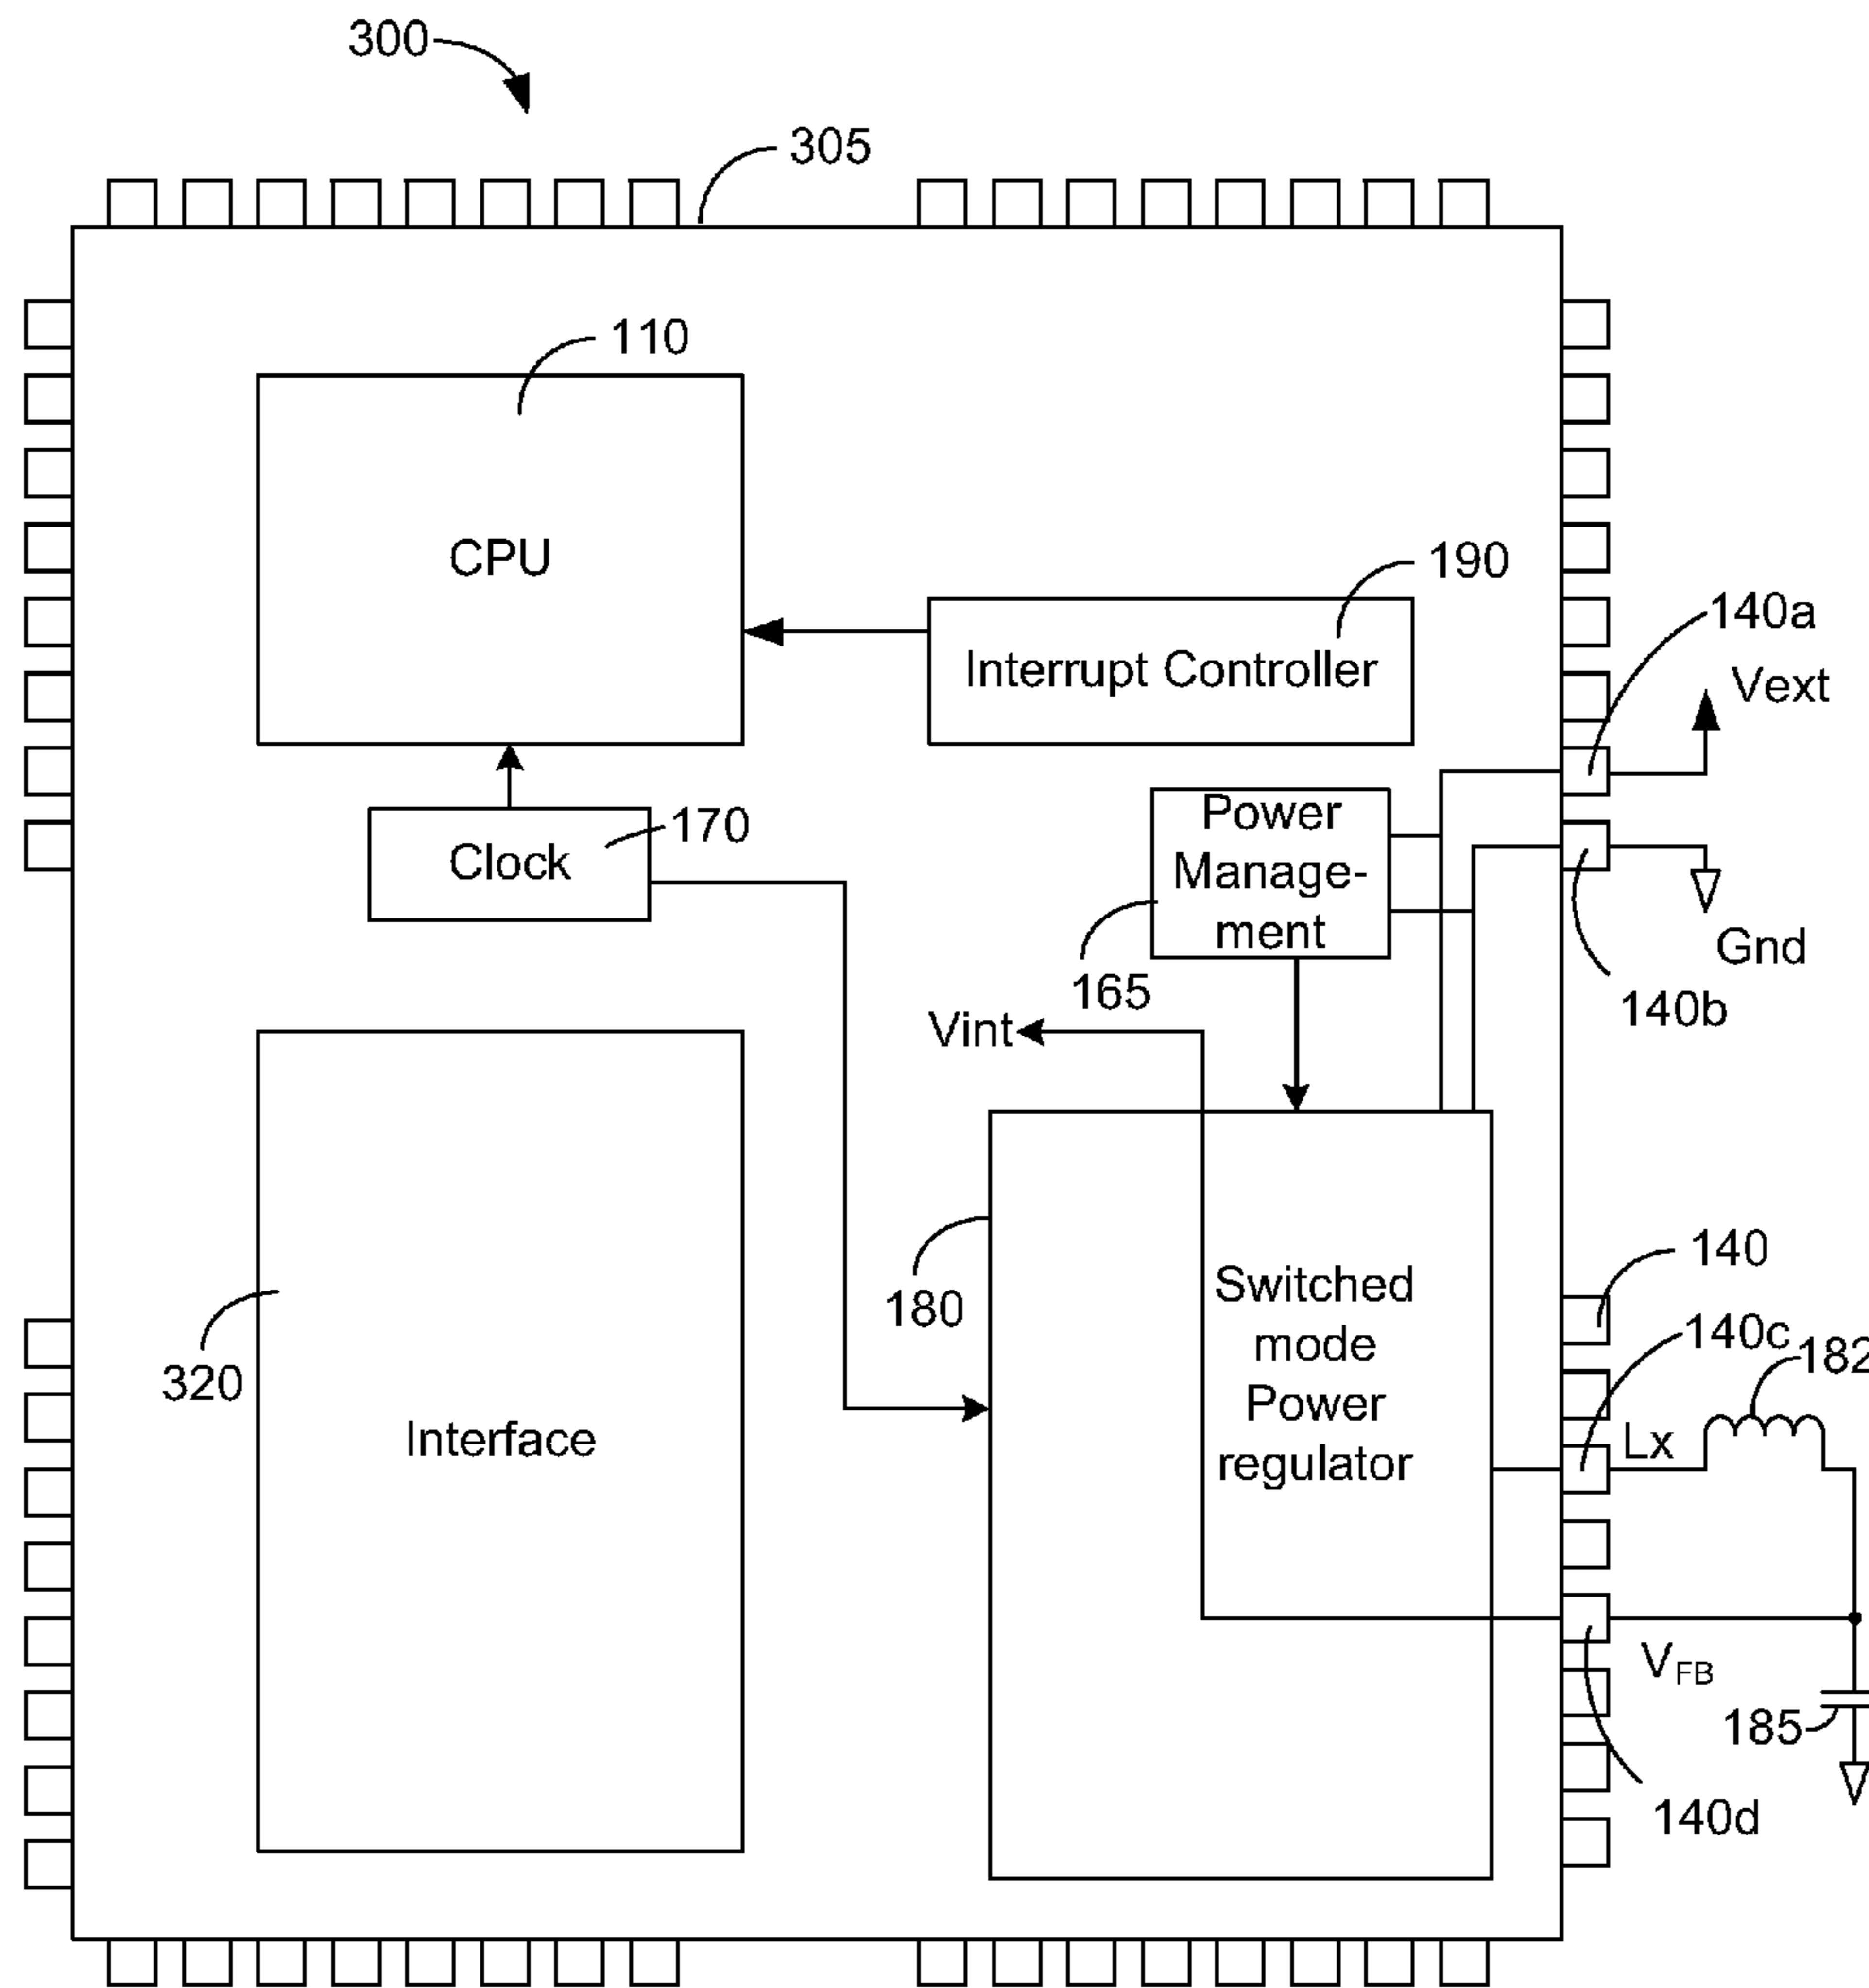 300
305
110
CPU
190
Interrupt Controller
140a
Vext
170
Clock
Power
Manage-
ment
165
Gnd
140b
Vint
180
Switched
mode
Power
regulator
140
140c
182
Lx
320
Interface
VFB
185
140d